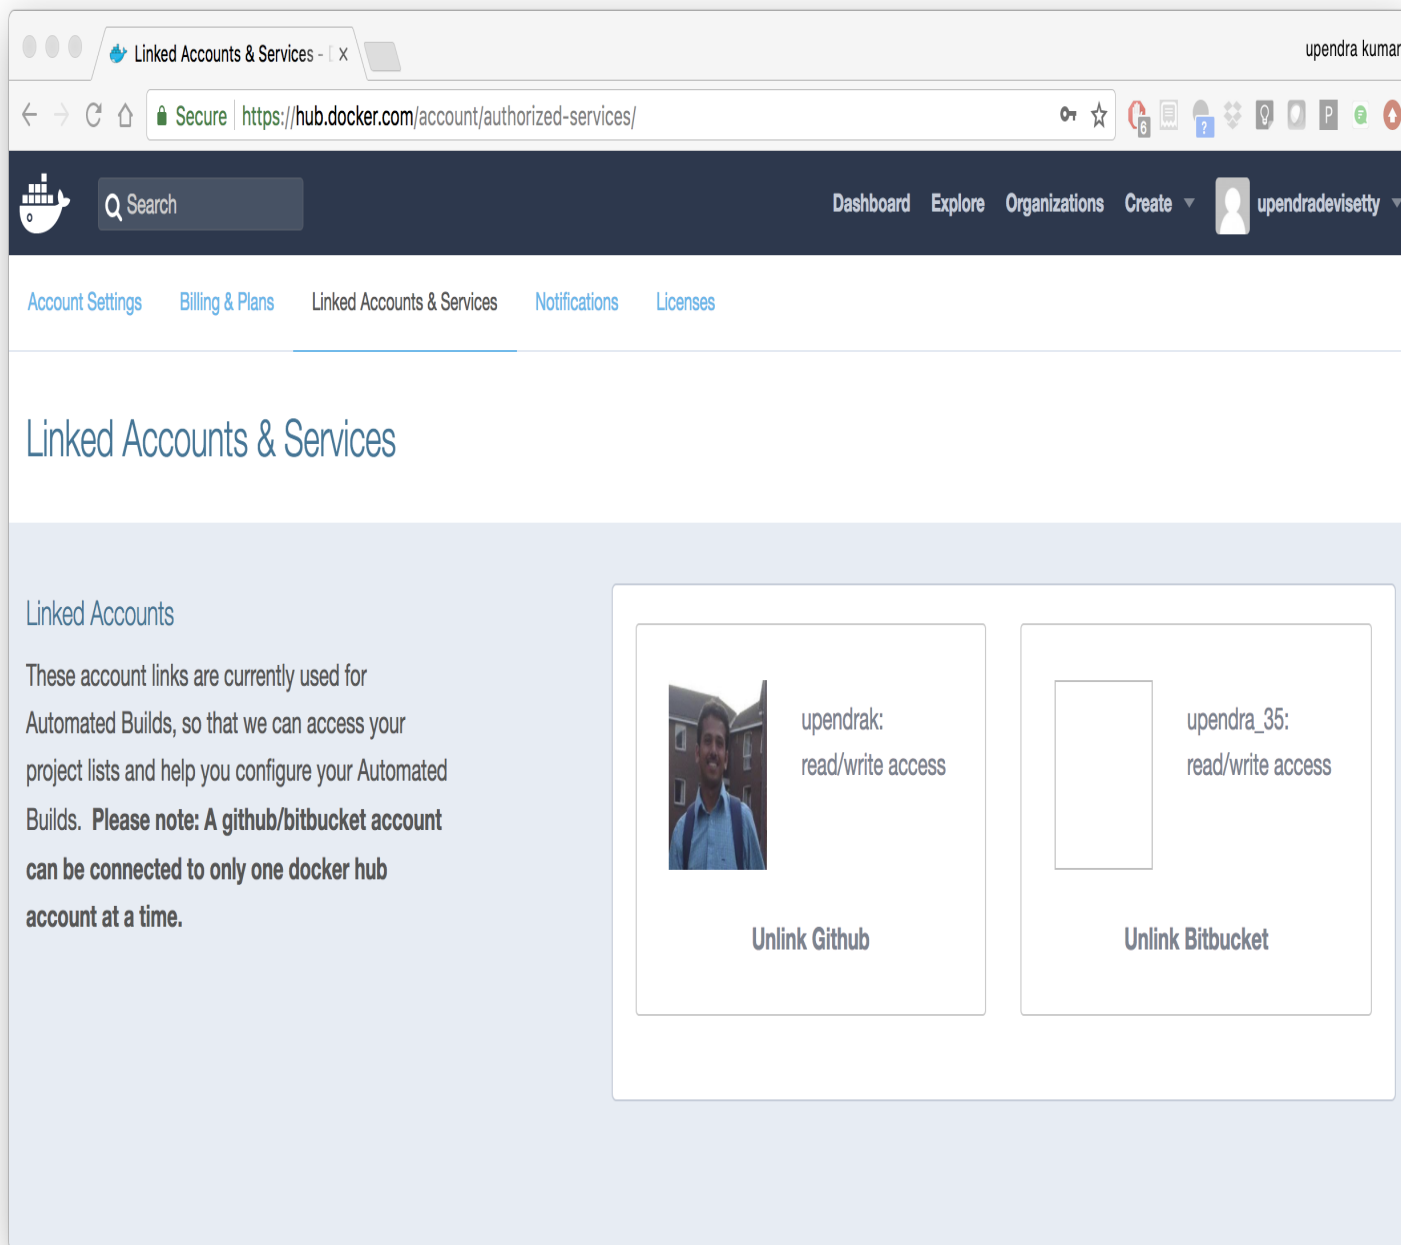 Linked Accounts & Services -
upendra kumar
Secure https://hub.docker.com/account/authorized-services/
6
?
P
Search
Dashboard Explore Organizations Create upendradevisetty
Account Settings Billing & Plans Linked Accounts & Services Notifications Licenses
Linked Accounts & Services
Linked Accounts
These account links are currently used for
Automated Builds, so that we can access your
project lists and help you configure your Automated
Builds. Please note: A github/bitbucket account
can be connected to only one docker hub
account at a time.
upendrak:
read/write access
Unlink Github
upendra_35:
read/write access
Unlink Bitbucket